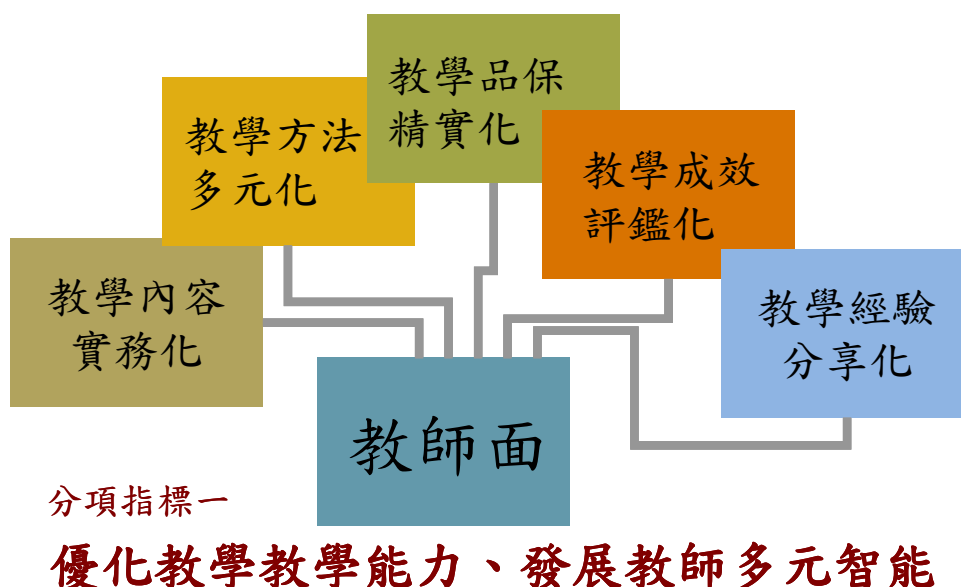 教學品保
精實化
教學方法
多元化
教學成效
評鑑化
教學內容
實務化
教學經驗
分享化
教師面
分項指標一
優化教學教學能力、發展教師多元智能